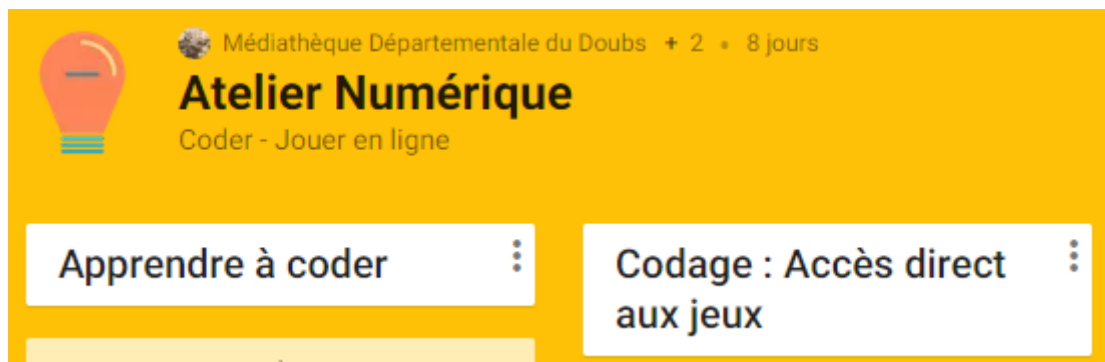 Médiathèque Départementale du Doubs + 2 • 8 jours
Atelier Numérique
Coder - Jouer en ligne
Apprendre à coder
Codage : Accès direct
aux jeux